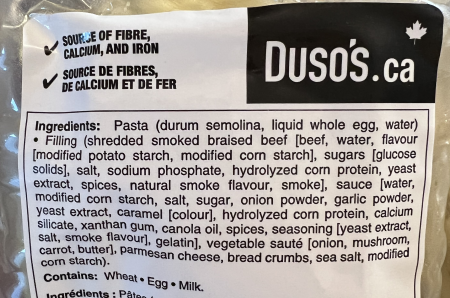 SOURCE OF FIBRE,
CALCIUM, AND IRON
SOURCE DE FIBRES,
DE CALCIUM ET DE FER
DUSO'S.ca
Ingredients: Pasta (durum semolina, liquid whole egg, water)
• Filling (shredded smoked braised beef [beef, water, flavour
[modified potato starch, modified corn starch], sugars [glucose
solids], salt, sodium phosphate, hydrolyzed corn protein, yeast
extract, spices, natural smoke flavour, smoke], sauce [water,
modified corn starch, salt, sugar, onion powder, garlic powder,
yeast extract, caramel [colour], hydrolyzed corn protein, calcium
silicate, xanthan gum, canola oil, spices, seasoning [yeast extract,
salt, smoke flavour], gelatin], vegetable sauté [onion, mushroom,
carrot, butter], parmesan cheese, bread crumbs, sea salt, modified
corn starch).
Contains: Wheat • Egg • Milk.
Ingrédients : Pâtes